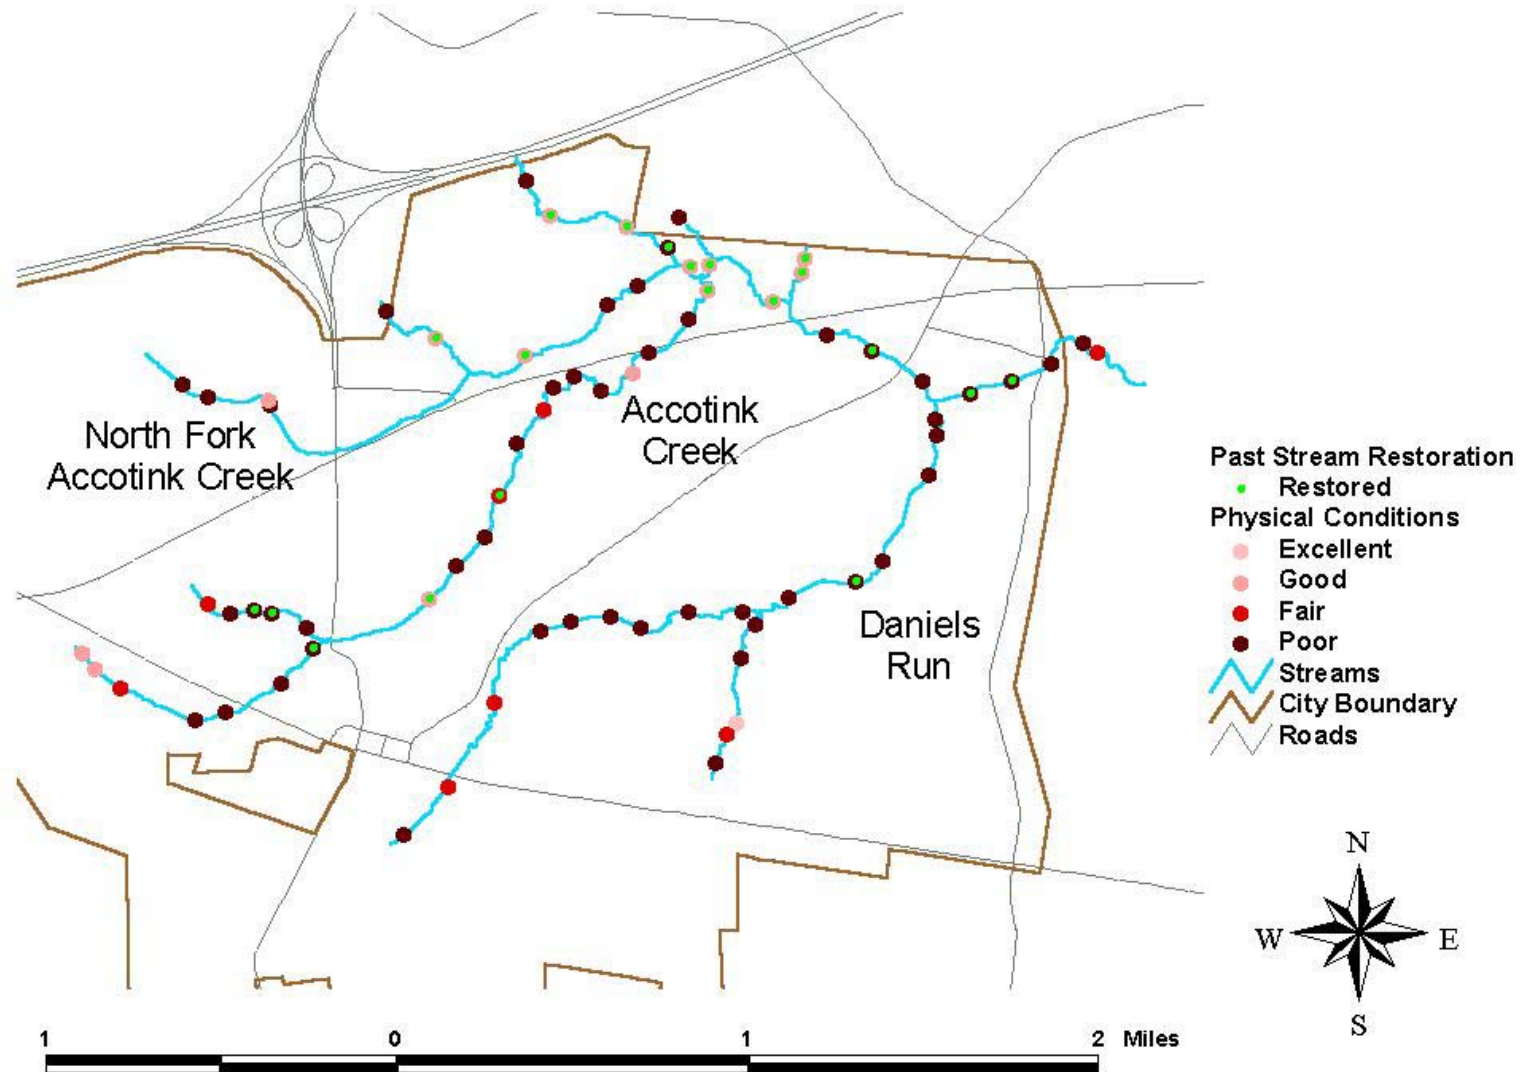 North Fork
Accotink Creek
Accotink
Creek
Daniels
Run
Past Stream Restoration
Restored
Physical Conditions
Excellent
Good
Fair
Poor
Streams
City Boundary
Roads
N
W E
S
1 0 1 2 Miles